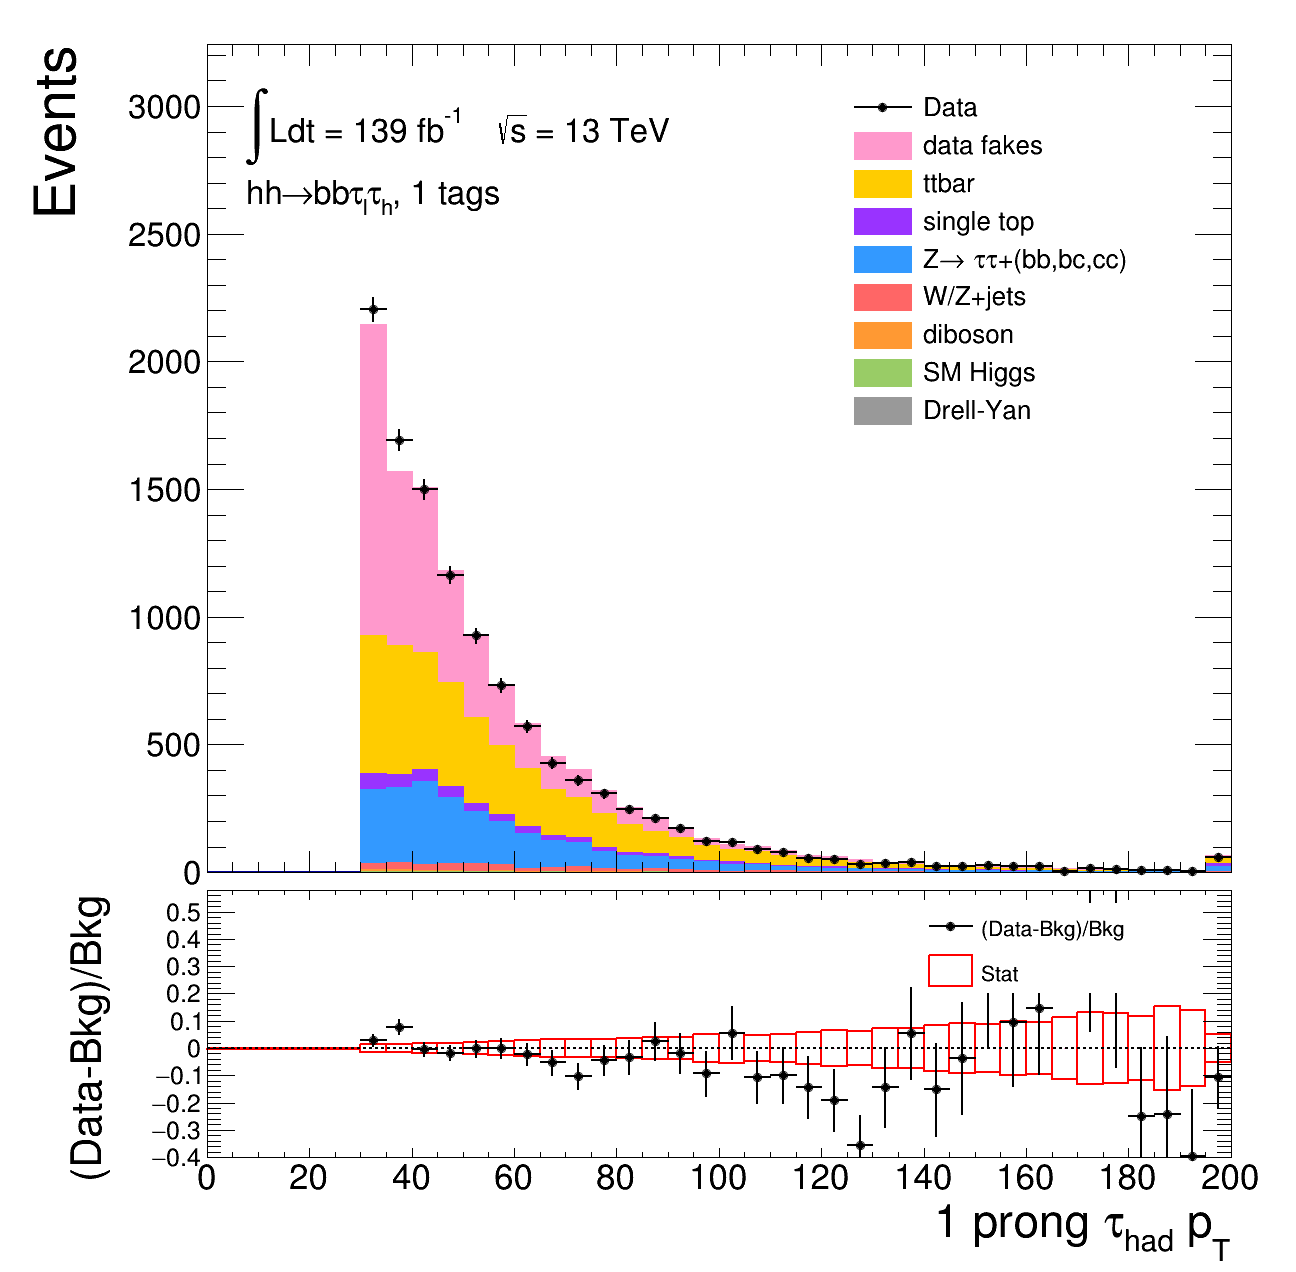 Events
3000
2500
2000
1500
1000
500
0
∫Ldt = 139 fb⁻¹ √s = 13 TeV
hh→bbτ_lτ_h, 1 tags
Data
data fakes
ttbar
single top
Z→ ττ+(bb,bc,cc)
W/Z+jets
diboson
SM Higgs
Drell-Yan
(Data-Bkg)/Bkg
0.5
0.4
0.3
0.2
0.1
0
−0.1
−0.2
−0.3
−0.4
(Data-Bkg)/Bkg
Stat
0 20 40 60 80 100 120 140 160 180 200
1 prong τ_had p_T